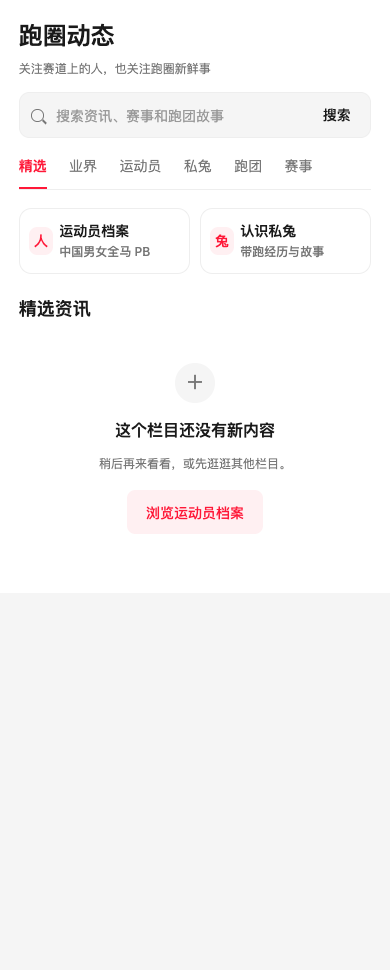 跑圈动态
关注赛道上的人，也关注跑圈新鲜事
搜索资讯、赛事和跑团故事 搜索
精选 业界 运动员 私兔 跑团 赛事
人 运动员档案
中国男女全马 PB
兔 认识私兔
带跑经历与故事
精选资讯
这个栏目还没有新内容
稍后再来看看，或先逛逛其他栏目。
浏览运动员档案